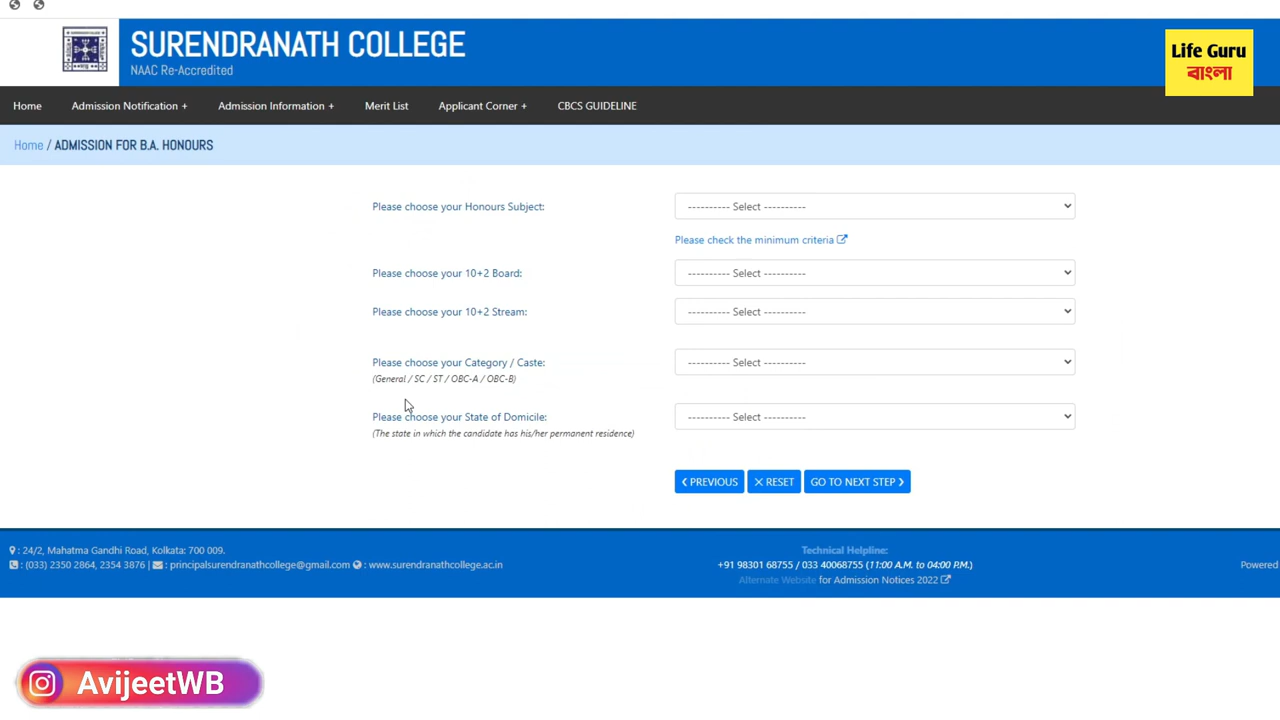 SURENDRANATH COLLEGE
NAAC Re-Accredited
Life Guru
বাংলা
Home Admission Notification + Admission Information + Merit List Applicant Corner + CBCS GUIDELINE
Home / ADMISSION FOR B.A. HONOURS
Please choose your Honours Subject: ---------- Select ----------
Please check the minimum criteria
Please choose your 10+2 Board: ---------- Select ----------
Please choose your 10+2 Stream: ---------- Select ----------
Please choose your Category / Caste: ---------- Select ----------
(General / SC / ST / OBC-A / OBC-B)
Please choose your State of Domicile: ---------- Select ----------
(The state in which the candidate has his/her permanent residence)
PREVIOUS RESET GO TO NEXT STEP
: 24/2, Mahatma Gandhi Road, Kolkata: 700 009.
: (033) 2350 2864, 2354 3876 | : principalsurendranathcollege@gmail.com : www.surendranathcollege.ac.in
Technical Helpline:
+91 98301 68755 / 033 40068755 (11:00 A.M. to 04:00 P.M.)
Alternate Website for Admission Notices 2022
Powered
AvijeetWB